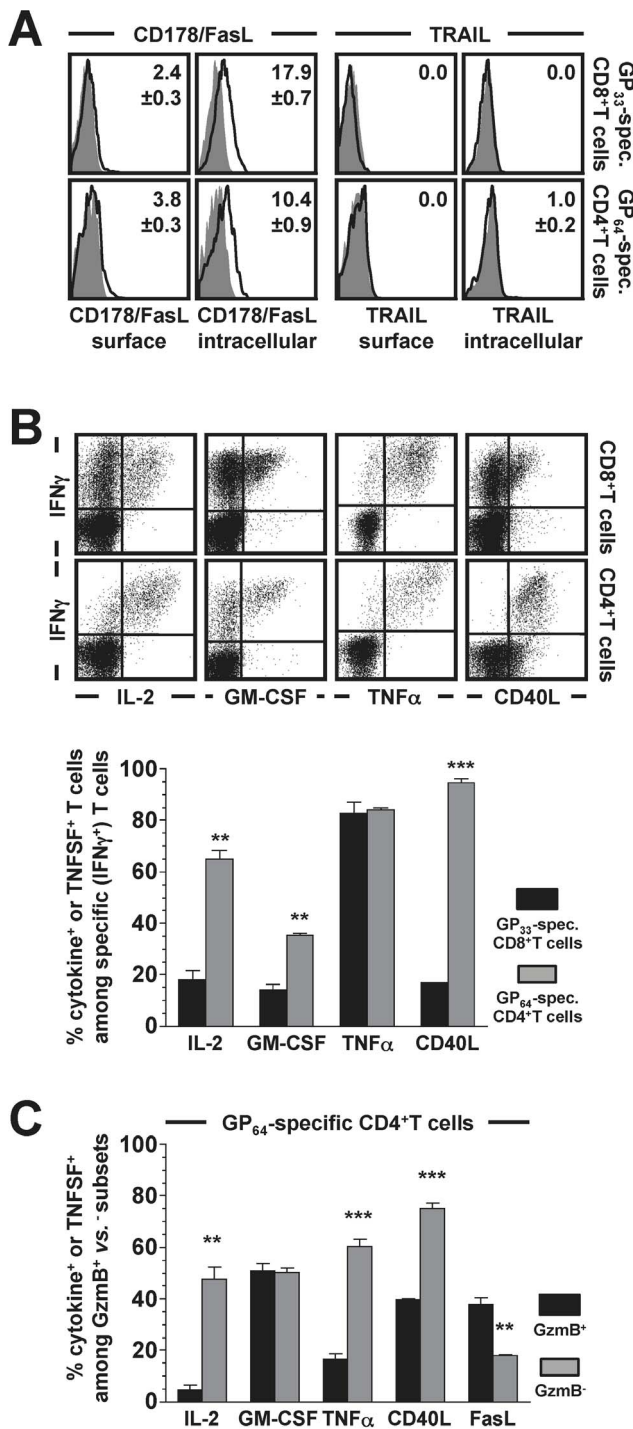 A
CD178/FasL TRAIL
2.4 ±0.3
17.9 ±0.7
0.0
0.0
GP33-spec. CD8+T cells
3.8 ±0.3
10.4 ±0.9
0.0
1.0 ±0.2
GP64-spec. CD4+T cells
CD178/FasL CD178/FasL TRAIL TRAIL
surface intracellular surface intracellular
B
IFNγ
CD8+T cells
IFNγ
CD4+T cells
IL-2 GM-CSF TNFα CD40L
% cytokine+ or TNFSF+ T cells
among specific (IFNγ+) T cells
100
80
60
40
20
0
**
**
***
IL-2 GM-CSF TNFα CD40L
GP33-spec.
CD8+T cells
GP64-spec.
CD4+T cells
C
GP64-specific CD4+T cells
% cytokine+ or TNFSF+
among GzmB+ vs.- subsets
100
80
60
40
20
0
**
***
***
**
IL-2 GM-CSF TNFα CD40L FasL
GzmB+
GzmB-